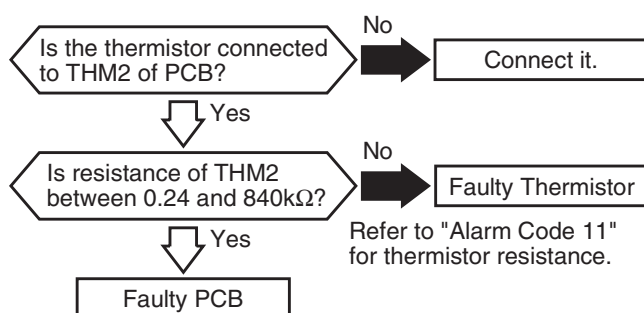 Is the thermistor connected
to THM2 of PCB?
No
Connect it.
Yes
Is resistance of THM2
between 0.24 and 840kΩ?
No
Faulty Thermistor
Refer to "Alarm Code 11"
for thermistor resistance.
Yes
Faulty PCB